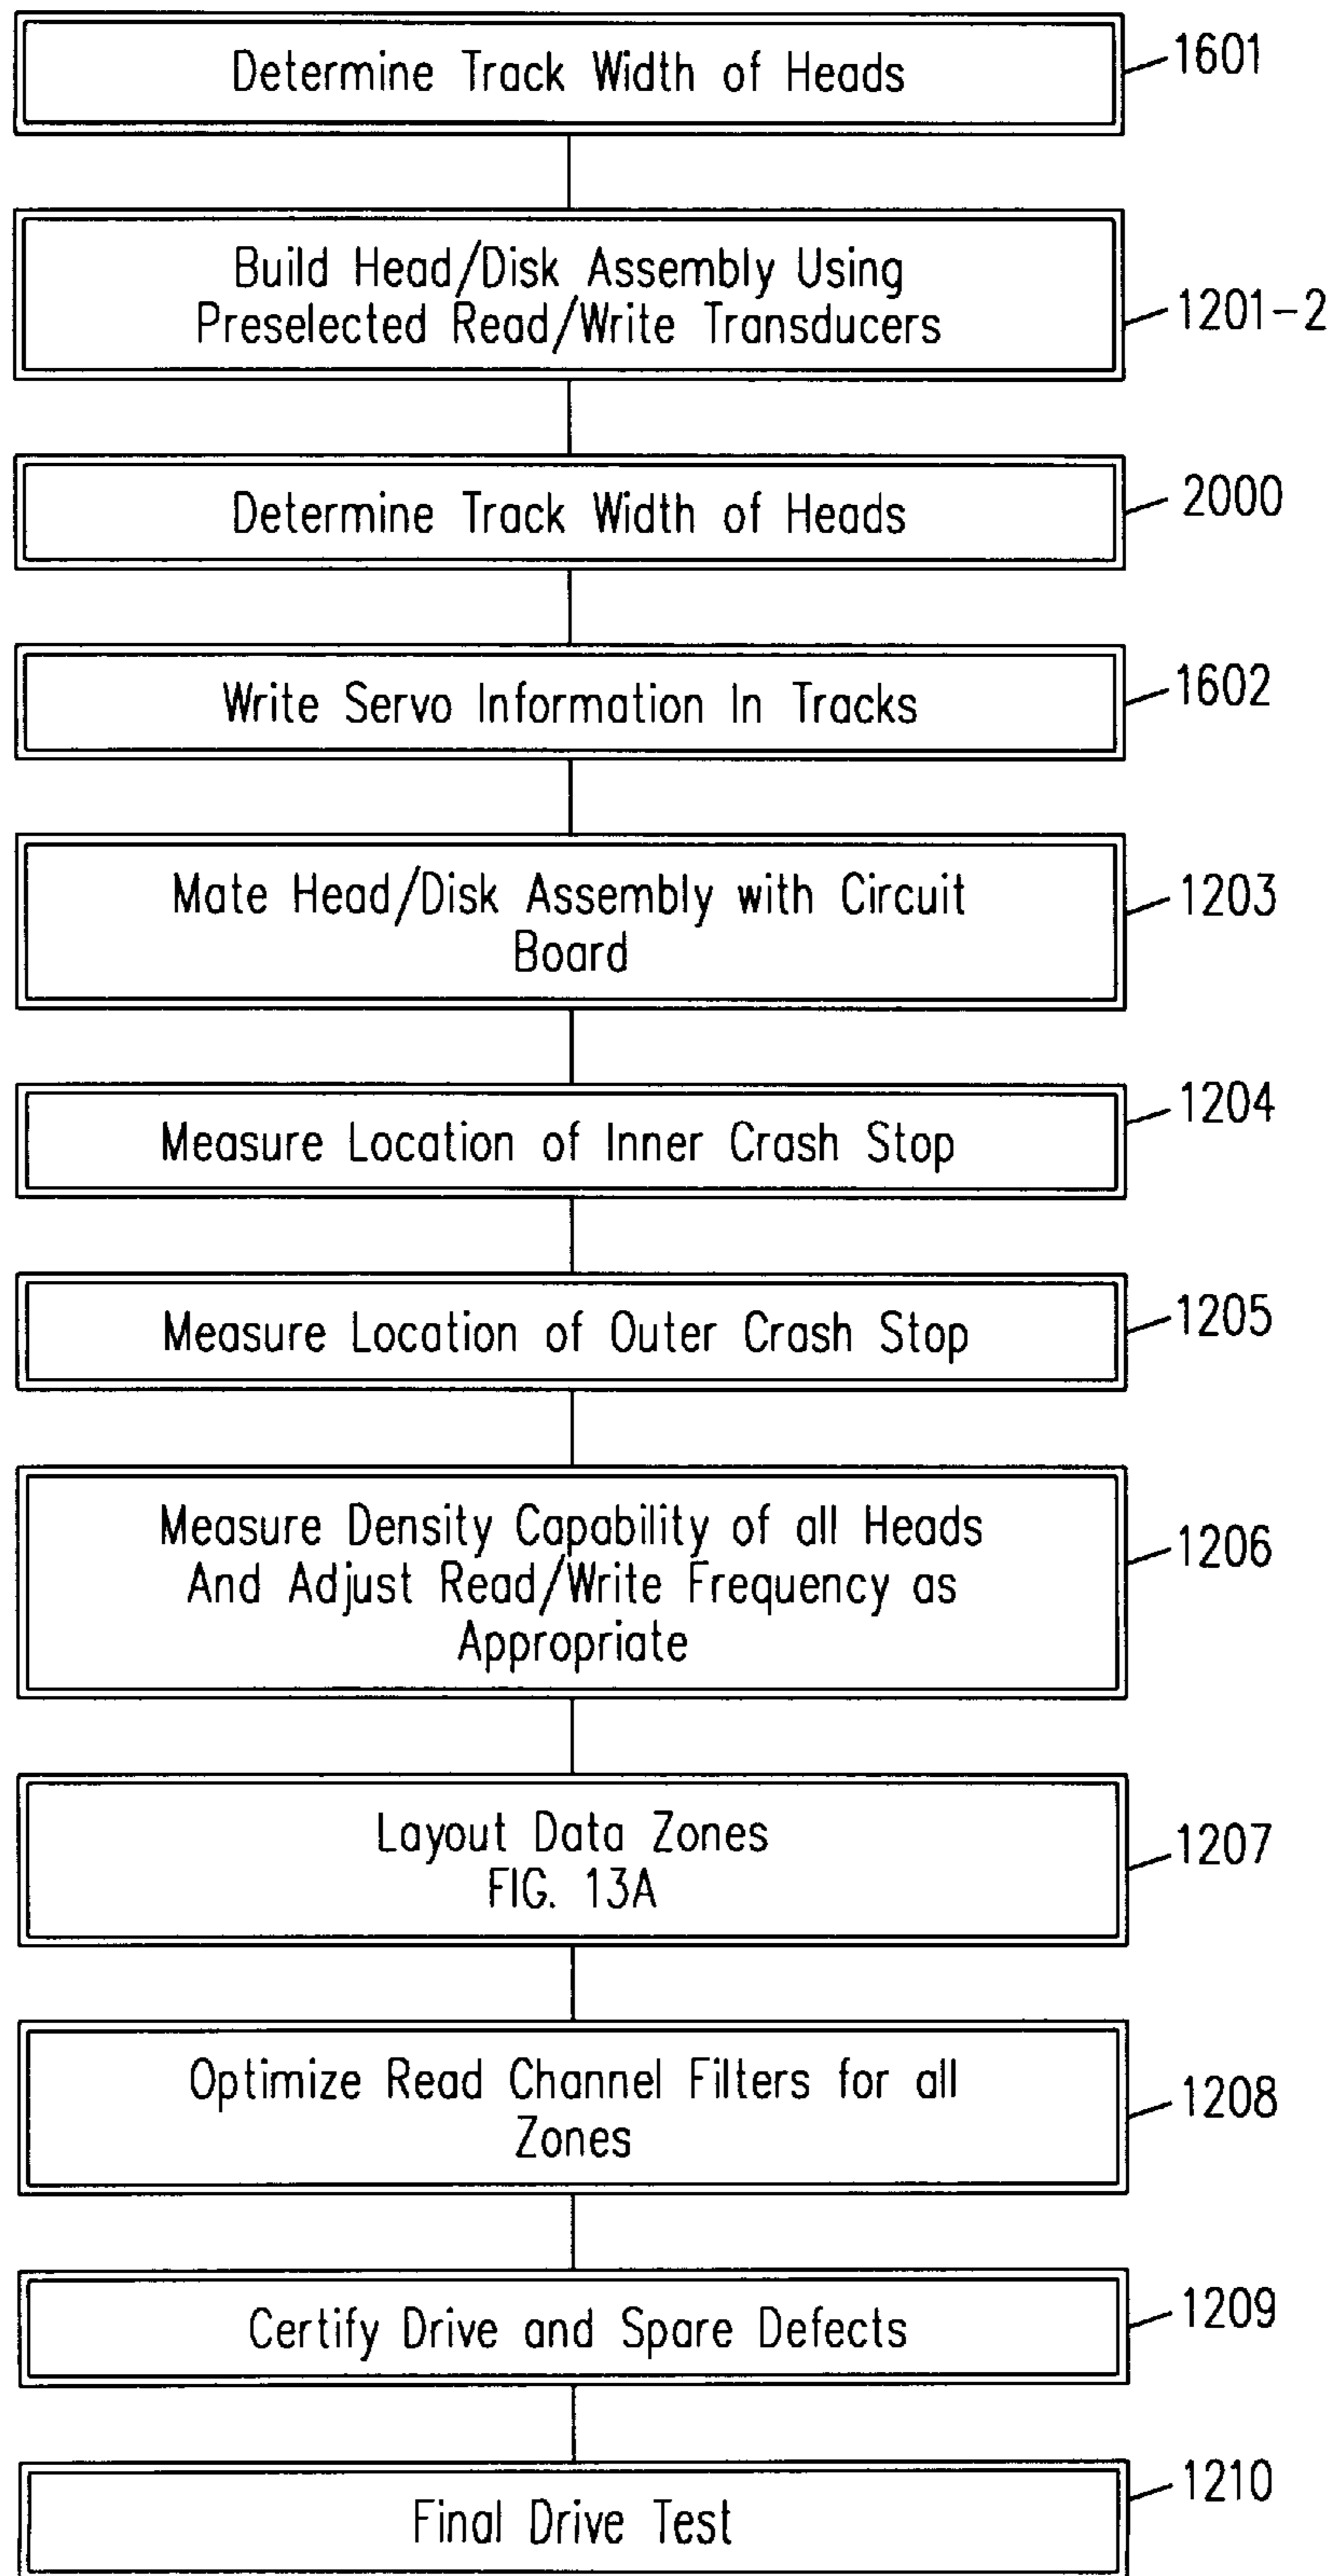 Determine Track Width of Heads
1601
Build Head/Disk Assembly Using
Preselected Read/Write Transducers
1201-2
Determine Track Width of Heads
2000
Write Servo Information In Tracks
1602
Mate Head/Disk Assembly with Circuit
Board
1203
Measure Location of Inner Crash Stop
1204
Measure Location of Outer Crash Stop
1205
Measure Density Capability of all Heads
And Adjust Read/Write Frequency as
Appropriate
1206
Layout Data Zones
FIG. 13A
1207
Optimize Read Channel Filters for all
Zones
1208
Certify Drive and Spare Defects
1209
Final Drive Test
1210